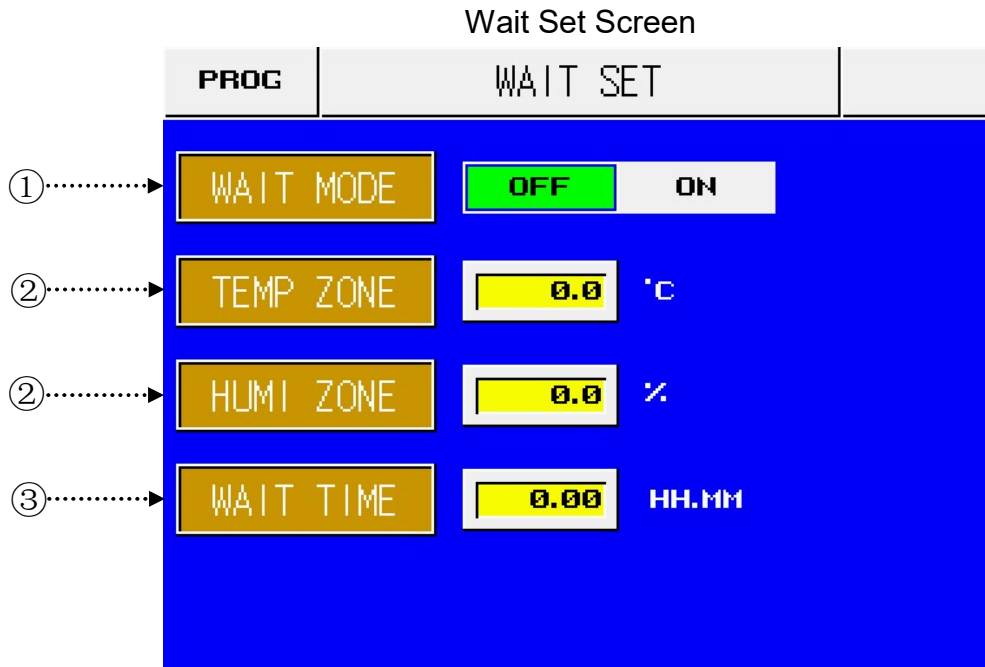 Wait Set Screen
PROG WAIT SET
① WAIT MODE OFF ON
② TEMP ZONE 0.0 °C
② HUMI ZONE 0.0 %
③ WAIT TIME 0.00 HH.MM